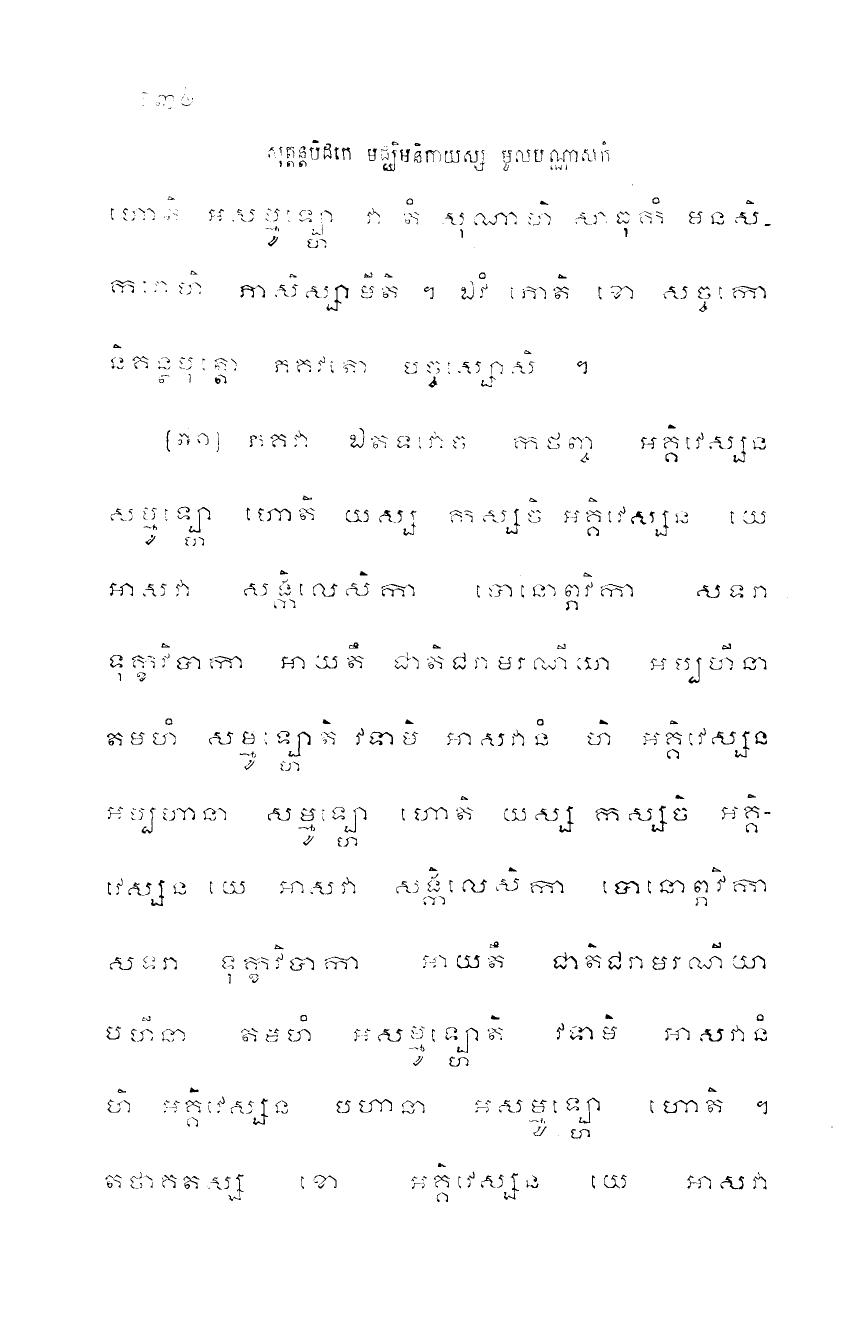 សុត្តន្តបិដកេ មជ្ឈិមនិកាយស្ស មូលបណ្ណាសកំ
ហោតិ អសម្មូឡ្ហោ វា តំ សុណាហិ សាធុកំ មនសិ-
ករោហិ ភាសិស្សាមីតិ ។ ឯវំ ភោតិ ខោ សច្ចកោ
និគន្ថបុត្តោ ភគវតោ បច្ចស្សោសិ ។
ភគវា ឯតទវោច កថញ្ច អគ្គិវេស្សន
សម្មូឡ្ហោ ហោតិ យស្ស កស្សចិ អគ្គិវេស្សន យេ
អាសវា សង្កិលេសិកា បោនោព្ភវិកា សទរា
ទុក្ខវិបាកា អាយតឹ ជាតិជរាមរណីយា អប្បហីនា
តមហំ សម្មូឡ្ហោតិ វទាមិ អាសវានំ ហិ អគ្គិវេស្សន
អប្បហានា សម្មូឡ្ហោ ហោតិ យស្ស កស្សចិ អគ្គិ-
វេស្សន យេ អាសវា សង្កិលេសិកា បោនោព្ភវិកា
សទរា ទុក្ខវិបាកា អាយតឹ ជាតិជរាមរណីយា
បហីនា តមហំ អសម្មូឡ្ហោតិ វទាមិ អាសវានំ
ហិ អគ្គិវេស្សន បហានា អសម្មូឡ្ហោ ហោតិ ។
តថាគតស្ស ខោ អគ្គិវេស្សន យេ អាសវា